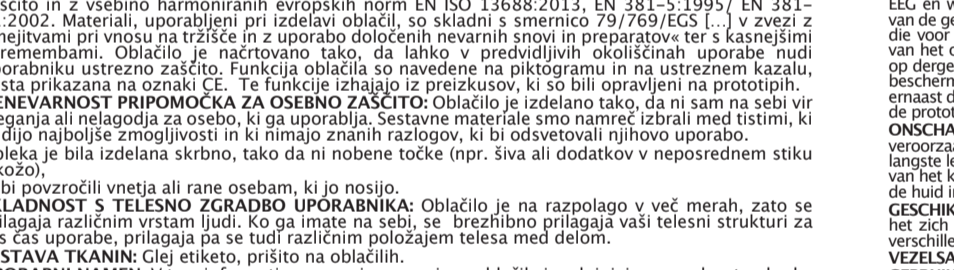 ščito in z vsebino harmoniranih evropskih norm EN ISO 13688:2013, EN 381–5:1995/ EN 381–
:2002. Materiali, uporabljeni pri izdelavi oblačil, so skladni s smernico 79/769/EGS [...] v zvezi z
nejitvami pri vnosu na tržišče in z uporabo določenih nevarnih snovi in preparatov« ter s kasnejšimi
remembami. Oblačilo je načrtovano tako, da lahko v predvidljivih okoliščinah uporabe nudi
porabniku ustrezno zaščito. Funkcija oblačila so navedene na piktogramu in na ustreznem kazalu,
sta prikazana na oznaki CE. Te funkcije izhajajo iz preizkusov, ki so bili opravljeni na prototipih.
ENEVARNOST PRIPOMOČKA ZA OSEBNO ZAŠČITO: Oblačilo je izdelano tako, da ni sam na sebi vir
eganja ali nelagodja za osebo, ki ga uporablja. Sestavne materiale smo namreč izbrali med tistimi, ki
dijo najboljše zmogljivosti in ki nimajo znanih razlogov, ki bi odsvetovali njihovo uporabo.
bleka je bila izdelana skrbno, tako da ni nobene točke (npr. šiva ali dodatkov v neposrednem stiku
kožo),
bi povzročili vnetja ali rane osebam, ki jo nosijo.
KLADNOST S TELESNO ZGRADBO UPORABNIKA: Oblačilo je na razpolago v več merah, zato se
ilagaja različnim vrstam ljudi. Ko ga imate na sebi, se brezhibno prilagaja vaši telesni strukturi za
s čas uporabe, prilagaja pa se tudi različnim položajem telesa med delom.
STAVA TKANIN: Glej etiketo, prišito na oblačilih.
EEG en w
van de ge
die voor
van het o
op derge
bescherm
ernaast d
de protot
ONSCHA
veroorzaa
langste le
van het k
de huid i
GESCHIK
het zich
verschille
VEZELSA